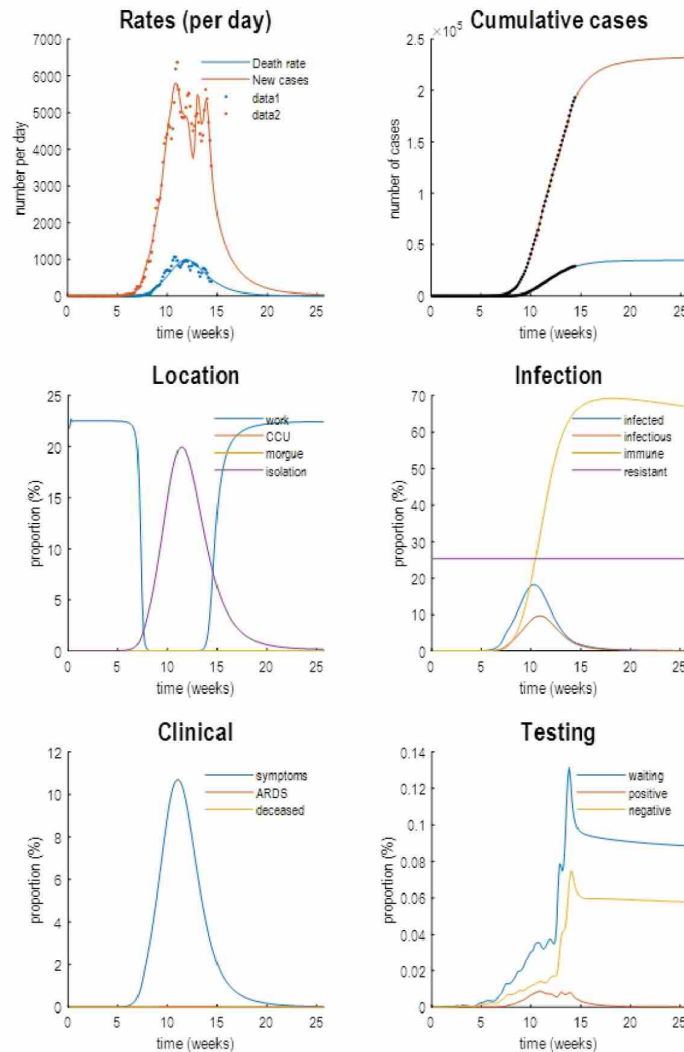 Rates (per day)
number per day
7000
6000
5000
4000
3000
2000
1000
0
Death rate
New cases
data1
data2
0 5 10 15 20 25
time (weeks)
Cumulative cases
×10⁵
number of cases
2.5
2
1.5
1
0.5
0
0 5 10 15 20 25
time (weeks)
Location
proportion (%)
25
20
15
10
5
0
work
CCU
morgue
isolation
0 5 10 15 20 25
time (weeks)
Infection
proportion (%)
70
60
50
40
30
20
10
0
infected
infectious
immune
resistant
0 5 10 15 20 25
time (weeks)
Clinical
proportion (%)
12
10
8
6
4
2
0
symptoms
ARDS
deceased
0 5 10 15 20 25
time (weeks)
Testing
proportion (%)
0.14
0.12
0.1
0.08
0.06
0.04
0.02
0
waiting
positive
negative
0 5 10 15 20 25
time (weeks)